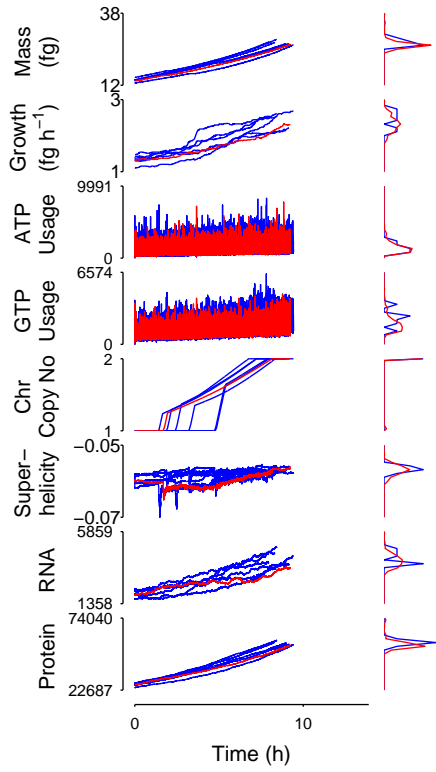 38
Mass
(fg)
12
3
Growth
(fg h−1)
1
9991
ATP
Usage
0
6574
GTP
Usage
0
2
Chr
Copy No
1
−0.05
Super−
helicity
−0.07
5859
RNA
1358
74040
Protein
22687
0 10
Time (h)